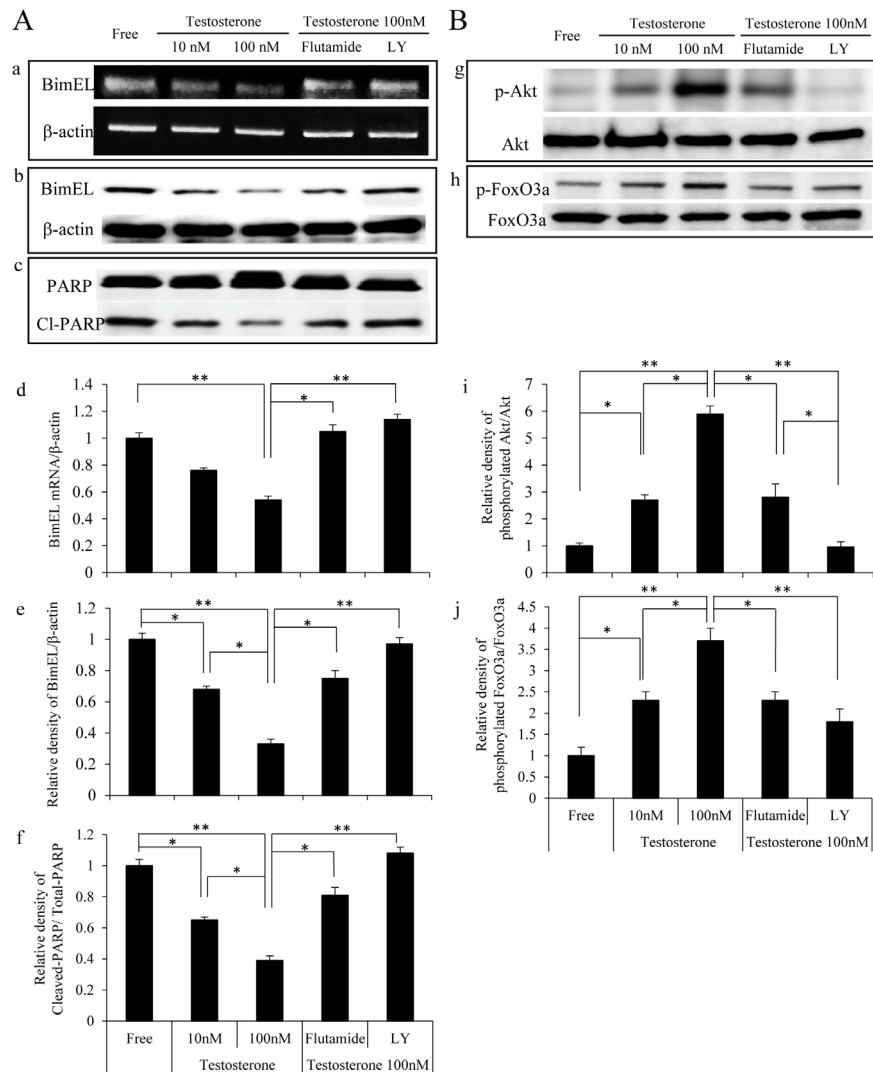 A
Testosterone
Testosterone 100nM
Free
10 nM
100 nM
Flutamide
LY
a
BimEL
β-actin
b
BimEL
β-actin
c
PARP
Cl-PARP
B
Testosterone
Testosterone 100nM
Free
10 nM
100 nM
Flutamide
LY
g
p-Akt
Akt
h
p-FoxO3a
FoxO3a
d
BimEL mRNA/β-actin
1.4
1.2
1
0.8
0.6
0.4
0.2
0
**
*
**
e
Relative density of BimEL/β-actin
1.2
1
0.8
0.6
0.4
0.2
0
**
*
*
*
**
f
Relative density of
Cleaved-PARP/ Total-PARP
1.2
1
0.8
0.6
0.4
0.2
0
**
*
*
*
**
Free
10nM
100nM
Flutamide
LY
Testosterone
Testosterone 100nM
i
Relative density of
phosphorylated Akt/Akt
7
6
5
4
3
2
1
0
**
*
*
*
**
*
j
Relative density of
phosphorylated FoxO3a/FoxO3a
4.5
4
3.5
3
2.5
2
1.5
1
0.5
0
**
*
*
*
**
Free
10nM
100nM
Flutamide
LY
Testosterone
Testosterone 100nM